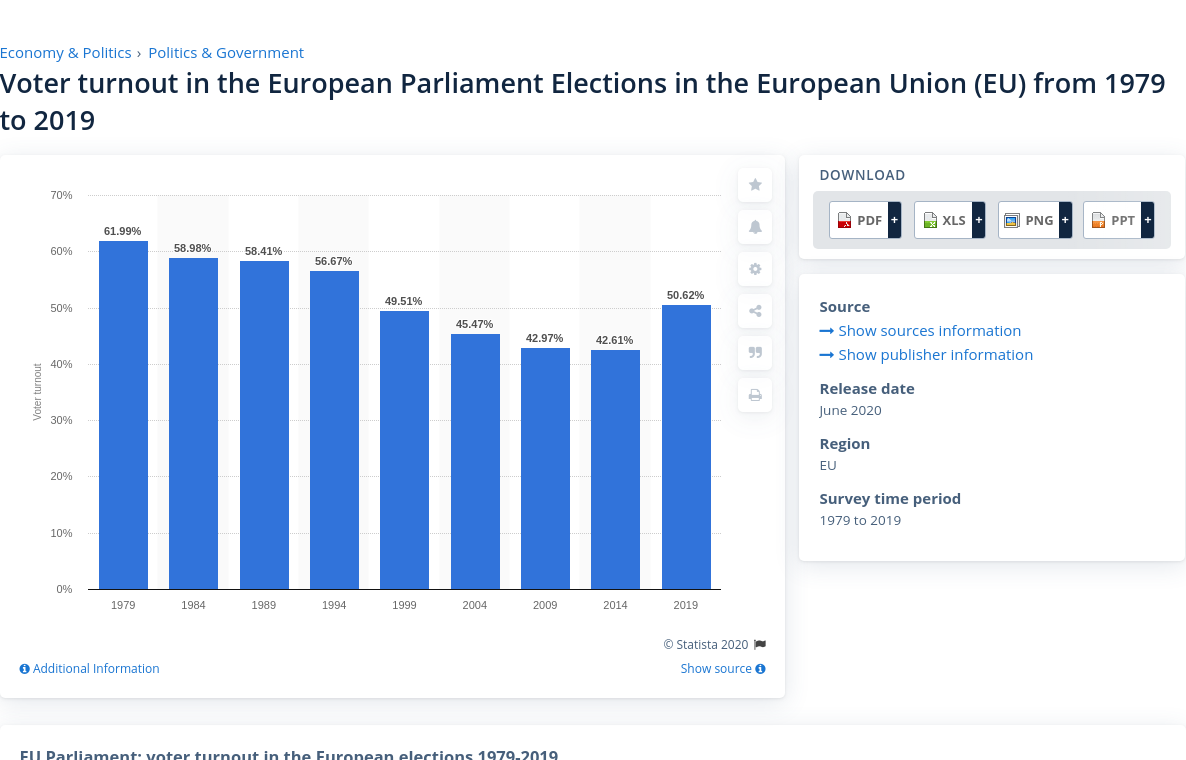 Economy & Politics › Politics & Government
Voter turnout in the European Parliament Elections in the European Union (EU) from 1979
to 2019
70%
60%
50%
40%
30%
20%
10%
0%
Voter turnout
61.99%
58.98%
58.41%
56.67%
49.51%
45.47%
42.97%
42.61%
50.62%
1979
1984
1989
1994
1999
2004
2009
2014
2019
© Statista 2020
Additional Information
Show source
DOWNLOAD
PDF +
XLS +
PNG +
PPT +
Source
Show sources information
Show publisher information
Release date
June 2020
Region
EU
Survey time period
1979 to 2019
EU Parliament: voter turnout in the European elections 1979-2019